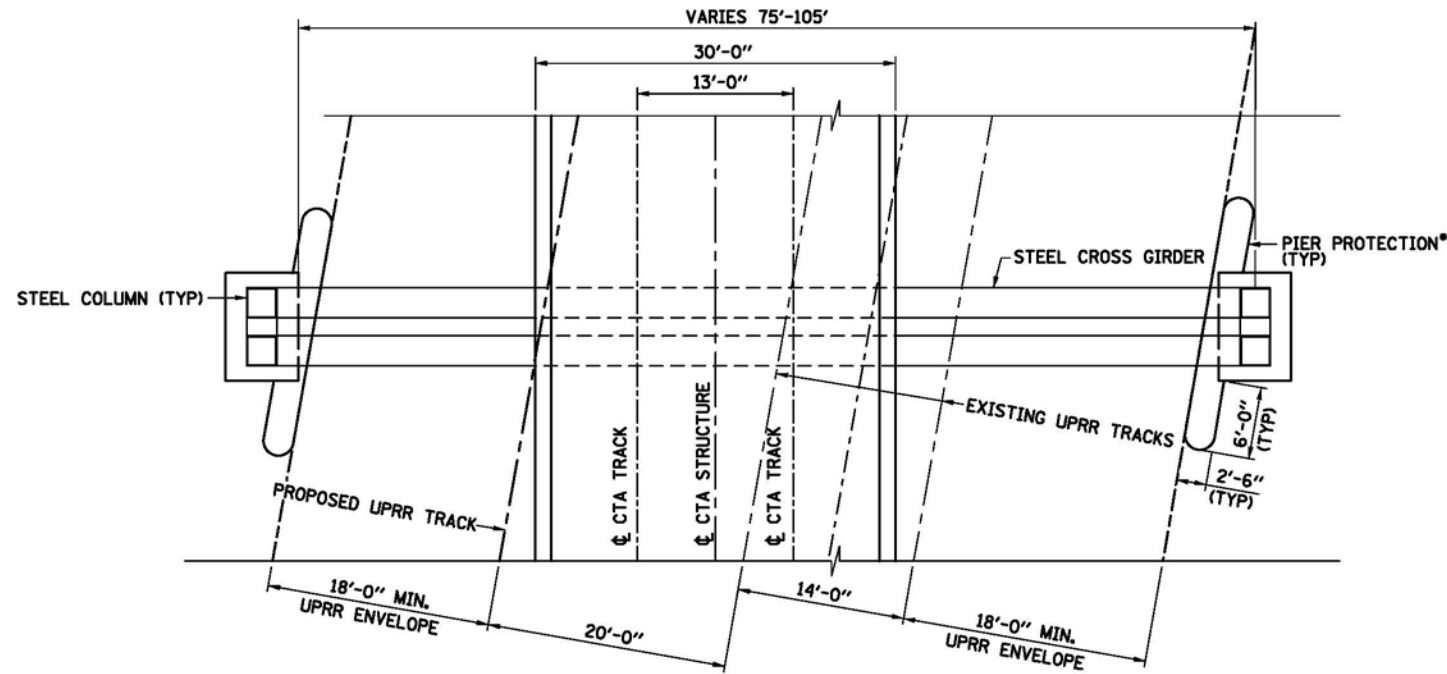 VARIES 75'-105'
30'-0"
13'-0"
STEEL COLUMN (TYP)
STEEL CROSS GIRDER
PIER PROTECTION*
(TYP)
EXISTING UPRR TRACKS
6'-0"
(TYP)
2'-6"
(TYP)
PROPOSED UPRR TRACK
℄ CTA TRACK
℄ CTA STRUCTURE
℄ CTA TRACK
18'-0" MIN.
UPRR ENVELOPE
20'-0"
14'-0"
18'-0" MIN.
UPRR ENVELOPE